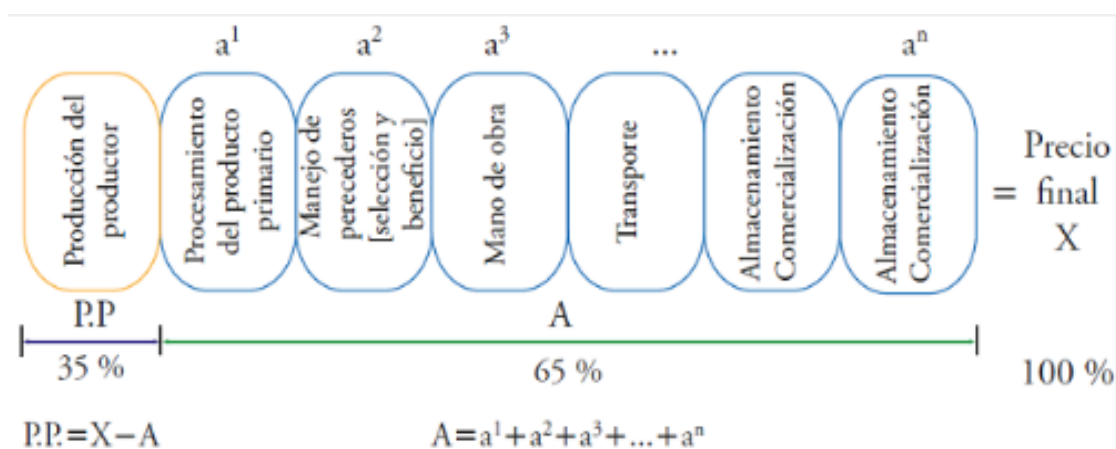 a¹ a² a³ ... aⁿ
Producción del
productor
Procesamiento
del producto
primario
Manejo de
perecederos
[selección y
beneficio]
Mano de obra
Transporte
Almacenamiento
Comercialización
Almacenamiento
Comercialización
= Precio
final
X
P.P A
35 % 65 % 100 %
P.P.=X−A A=a¹+a²+a³+...+aⁿ